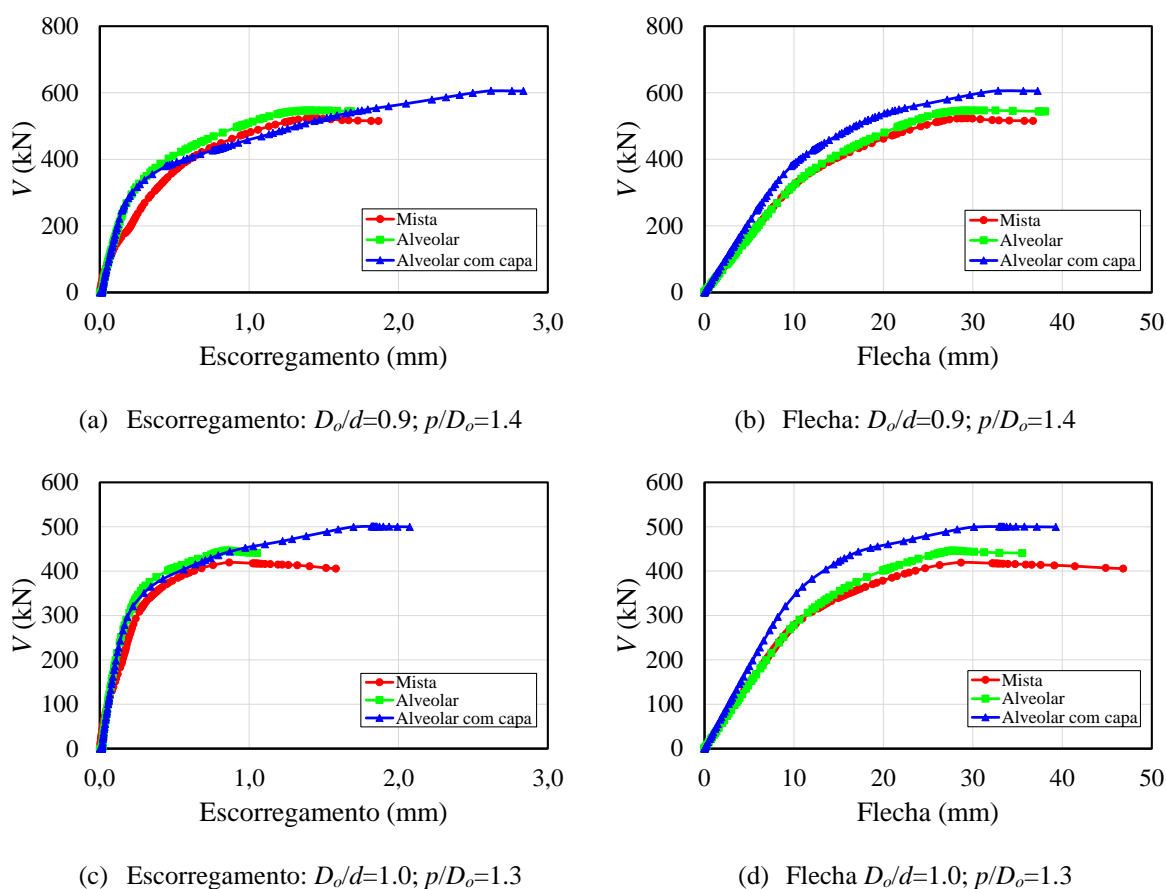 800
600
400
200
0
V (kN)
0,0 1,0 2,0 3,0
Escorregamento (mm)
Mista
Alveolar
Alveolar com capa
(a) Escorregamento: Do/d=0.9; p/Do=1.4
800
600
400
200
0
V (kN)
0 10 20 30 40 50
Flecha (mm)
Mista
Alveolar
Alveolar com capa
(b) Flecha: Do/d=0.9; p/Do=1.4
600
500
400
300
200
100
0
V (kN)
0,0 1,0 2,0 3,0
Escorregamento (mm)
Mista
Alveolar
Alveolar com capa
(c) Escorregamento: Do/d=1.0; p/Do=1.3
600
500
400
300
200
100
0
V (kN)
0 10 20 30 40 50
Flecha (mm)
Mista
Alveolar
Alveolar com capa
(d) Flecha Do/d=1.0; p/Do=1.3